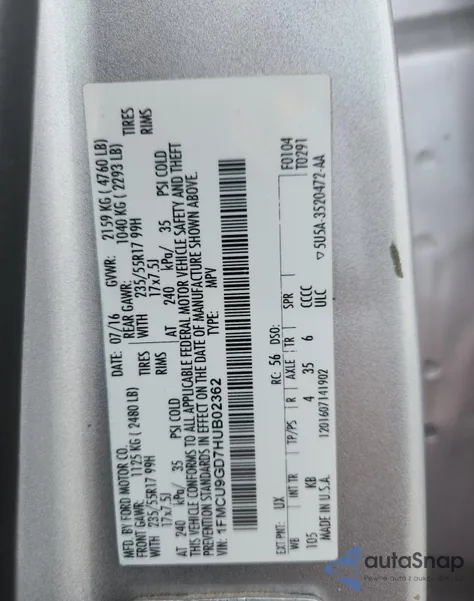 MFD. BY FORD MOTOR CO.
DATE: 07/16 GVWR: 2159 KG ( 4760 LB)
FRONT GAWR: 1125 KG ( 2480 LB)
REAR GAWR: 1040 KG ( 2293 LB)
WITH 235/55R17 99H TIRES
17x7.5J RIMS
AT 240 kPa/ 35 PSI COLD
WITH 235/55R17 99H TIRES
17x7.5J RIMS
AT 240 kPa/ 35 PSI COLD
THIS VEHICLE CONFORMS TO ALL APPLICABLE FEDERAL MOTOR VEHICLE SAFETY AND THEFT
PREVENTION STANDARDS IN EFFECT ON THE DATE OF MANUFACTURE SHOWN ABOVE.
VIN: 1FMCU9GD7HUB02362
TYPE: MPV
F0104
T0291
EXT PNT: UX RC: 56 DSO:
WB INT TR TP/PS R AXLE TR SPR
105 KB 4 35 6 CCCC
MADE IN U.S.A. ULC
1201607141902
▽5U5A-3520472-AA
autoSnap